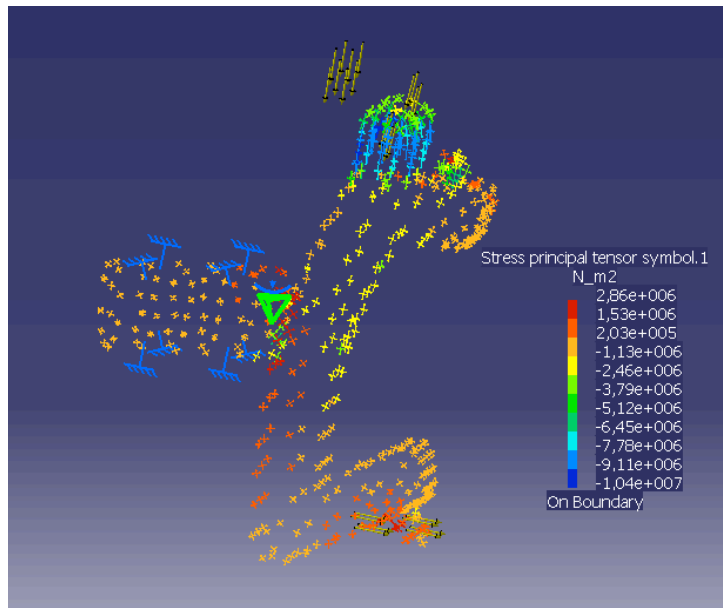 Stress principal tensor symbol.1
N_m2
2,86e+006
1,53e+006
2,03e+005
-1,13e+006
-2,46e+006
-3,79e+006
-5,12e+006
-6,45e+006
-7,78e+006
-9,11e+006
-1,04e+007
On Boundary